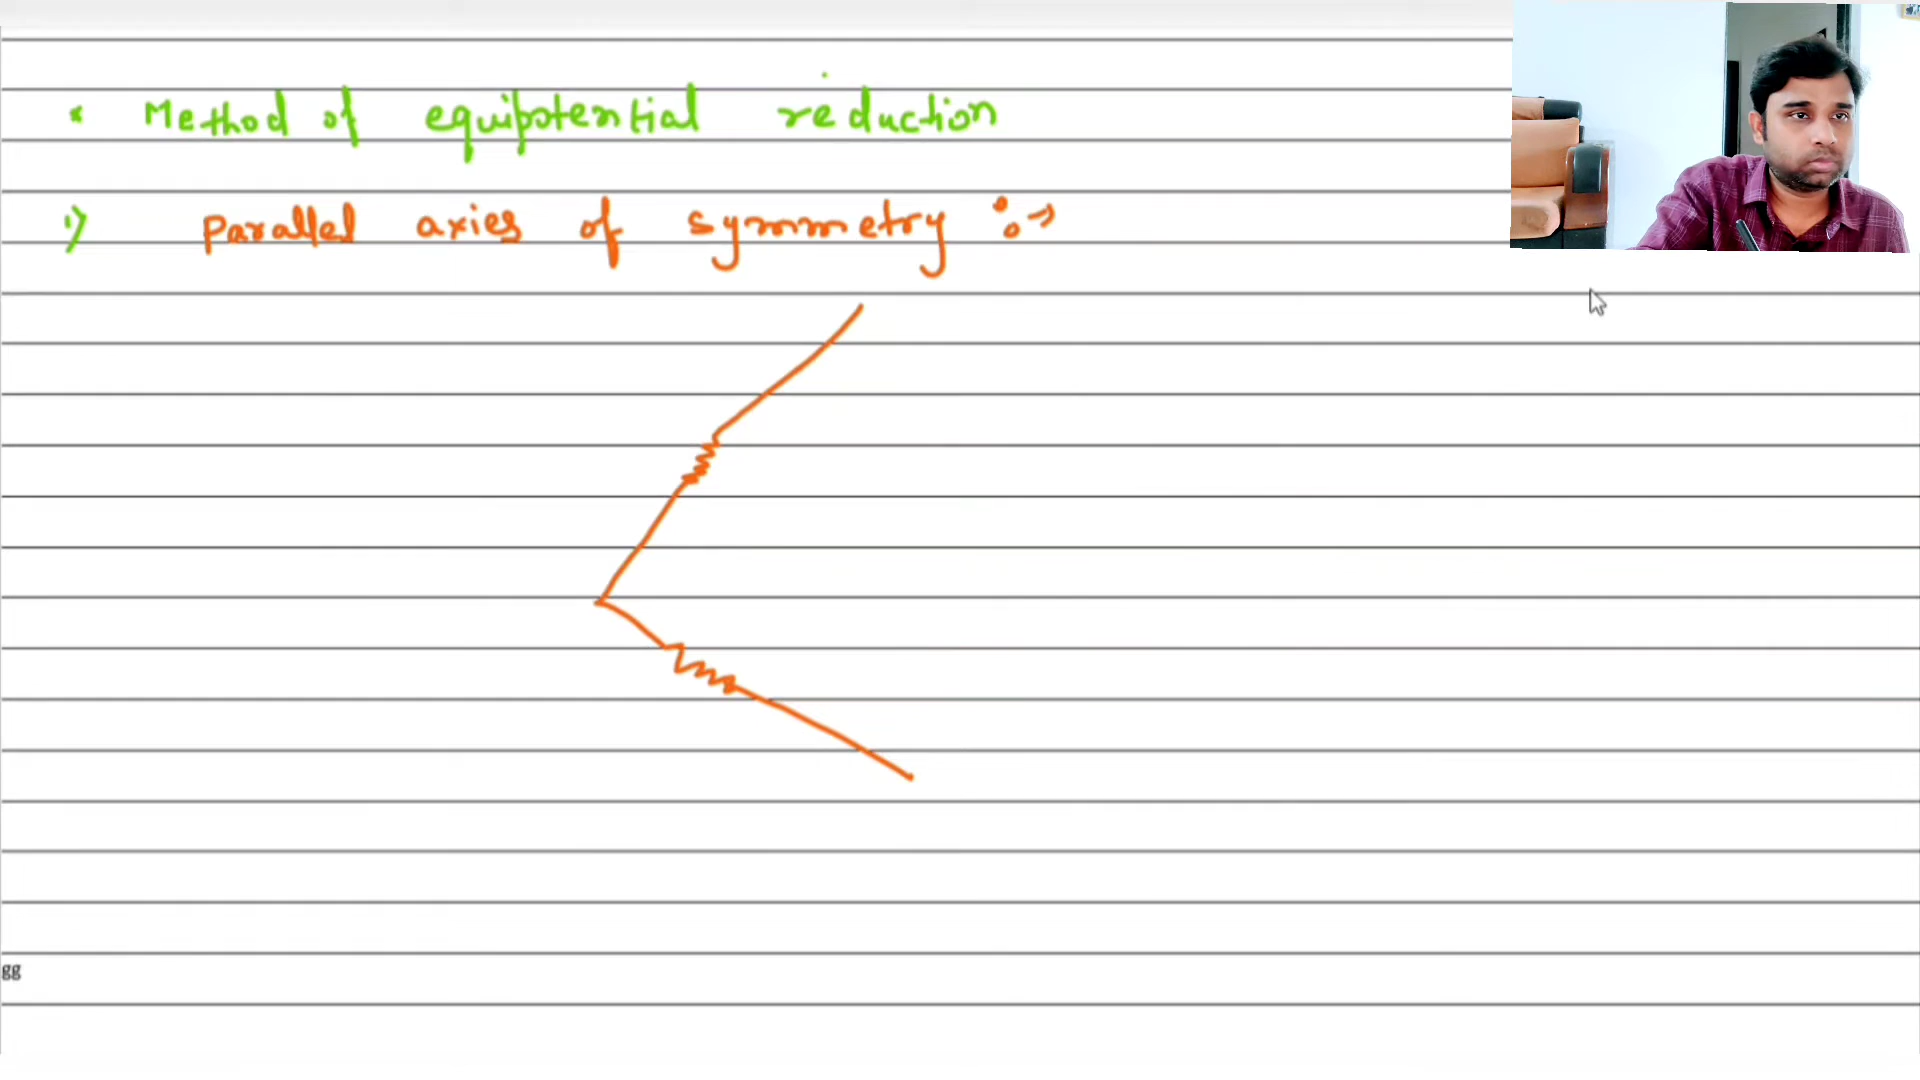 * Method of equipotential reduction
1) Parallel axies of symmetry :→
gg